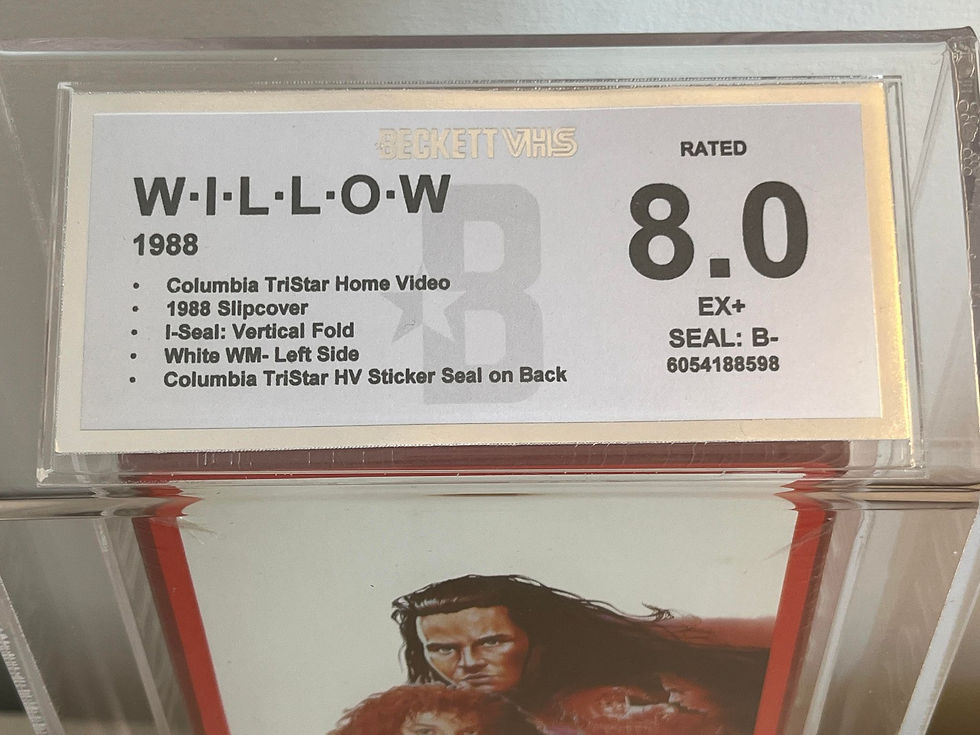 BECKETT VHS
W·I·L·L·O·W
1988
• Columbia TriStar Home Video
• 1988 Slipcover
• I-Seal: Vertical Fold
• White WM- Left Side
• Columbia TriStar HV Sticker Seal on Back
RATED
8.0
EX+
SEAL: B-
6054188598
B